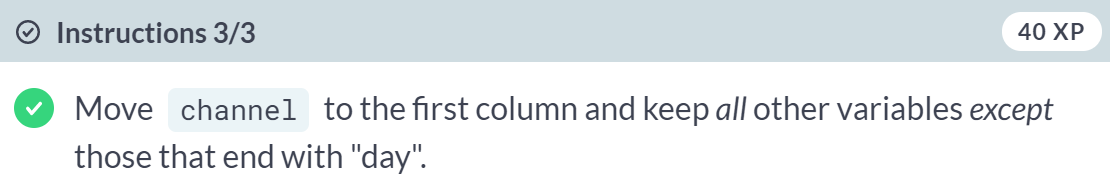 Instructions 3/3
40 XP
Move channel to the first column and keep all other variables except
those that end with "day".